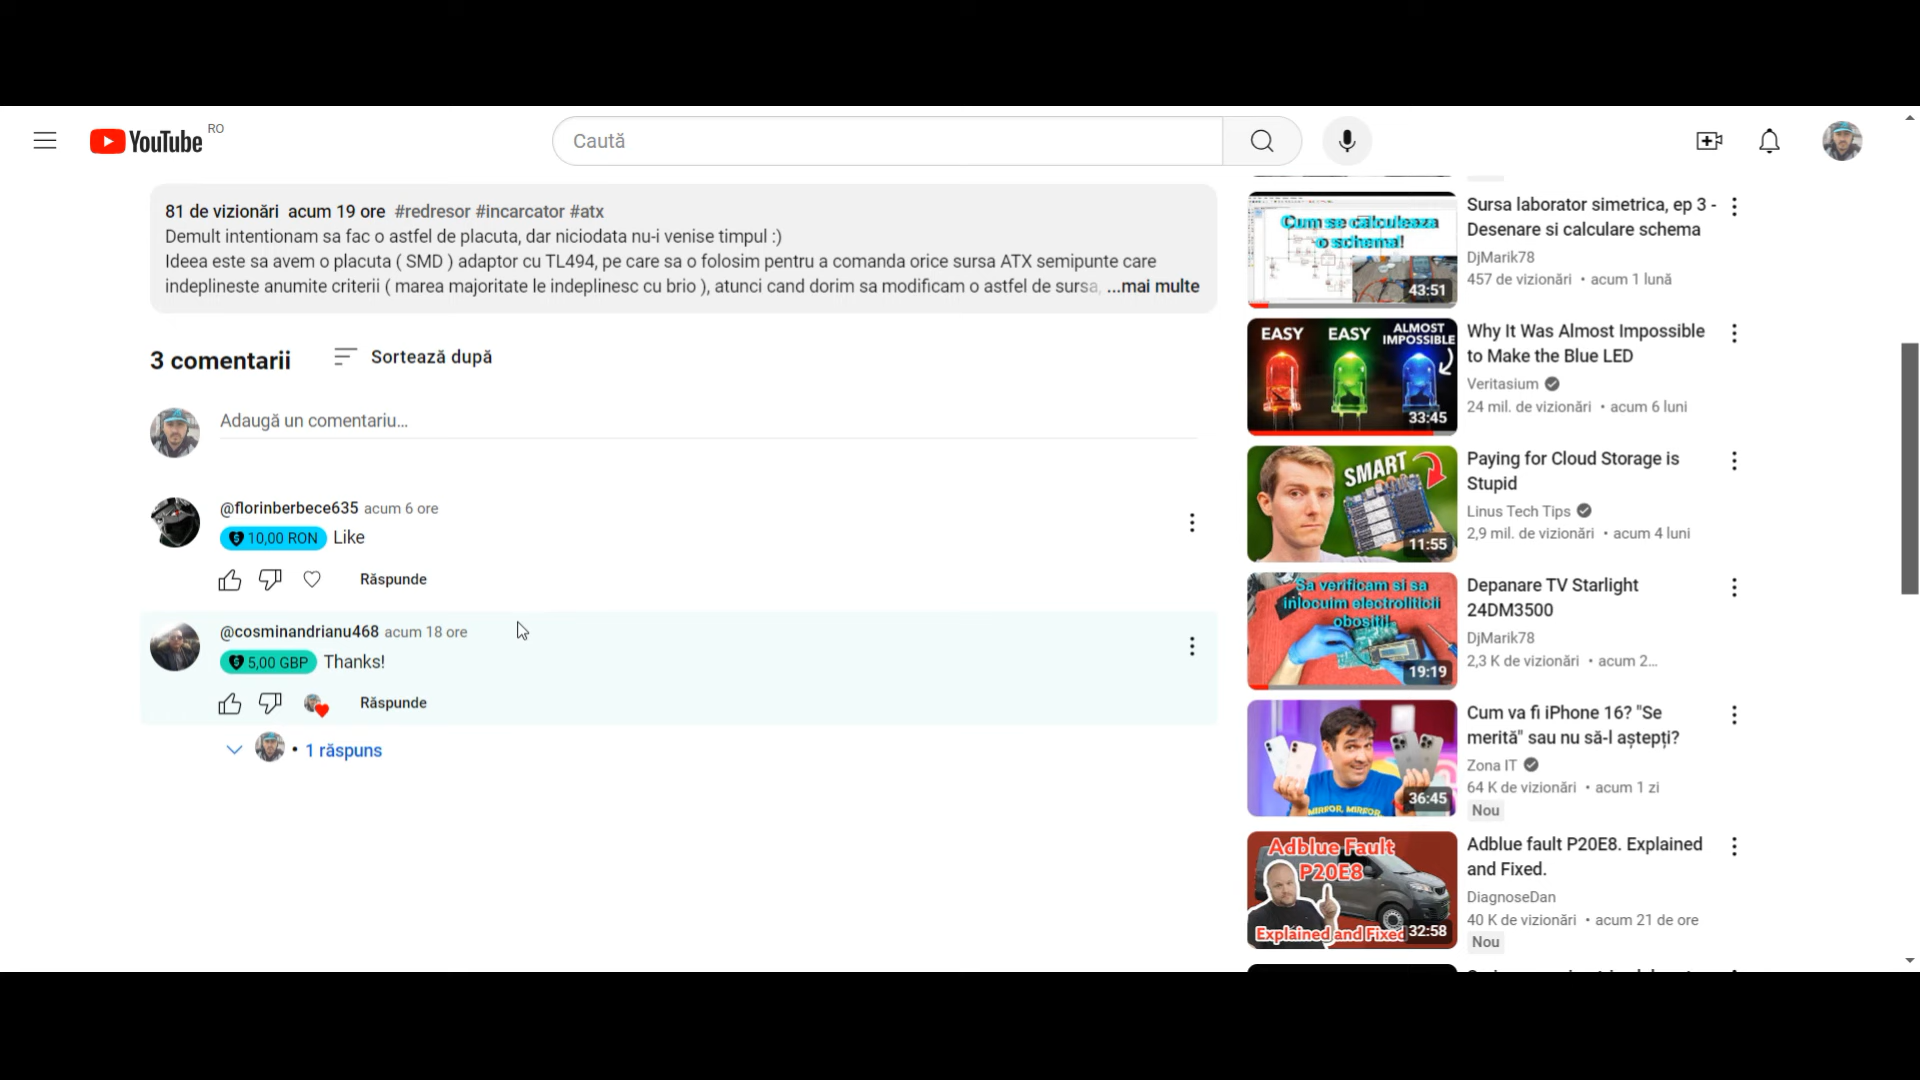 YouTube RO
Caută
81 de vizionări acum 19 ore #redresor #incarcator #atx
Demult intentionam sa fac o astfel de placuta, dar niciodata nu-i venise timpul :)
Ideea este sa avem o placuta ( SMD ) adaptor cu TL494, pe care sa o folosim pentru a comanda orice sursa ATX semipunte care
indeplineste anumite criterii ( marea majoritate le indeplinesc cu brio ), atunci cand dorim sa modificam o astfel de sursa, ...mai multe
3 comentarii
Sortează după
Adaugă un comentariu...
@florinberbece635 acum 6 ore
10,00 RON Like
Răspunde
@cosminandrianu468 acum 18 ore
5,00 GBP Thanks!
Răspunde
• 1 răspuns
Cum se calculeaza
o schema!
43:51
Sursa laborator simetrica, ep 3 -
Desenare si calculare schema
DjMarik78
457 de vizionări • acum 1 lună
EASY EASY ALMOST
IMPOSSIBLE
33:45
Why It Was Almost Impossible
to Make the Blue LED
Veritasium
24 mil. de vizionări • acum 6 luni
SMART
11:55
Paying for Cloud Storage is
Stupid
Linus Tech Tips
2,9 mil. de vizionări • acum 4 luni
Sa verificam si sa
inlocuim electroliticii
obositi!
19:19
Depanare TV Starlight
24DM3500
DjMarik78
2,3 K de vizionări • acum 2...
MIRROR, MIRROR
36:45
Cum va fi iPhone 16? "Se
merită" sau nu să-l aștepți?
Zona IT
64 K de vizionări • acum 1 zi
Nou
Adblue Fault
P20E8
Explained and Fixed
32:58
Adblue fault P20E8. Explained
and Fixed.
DiagnoseDan
40 K de vizionări • acum 21 de ore
Nou